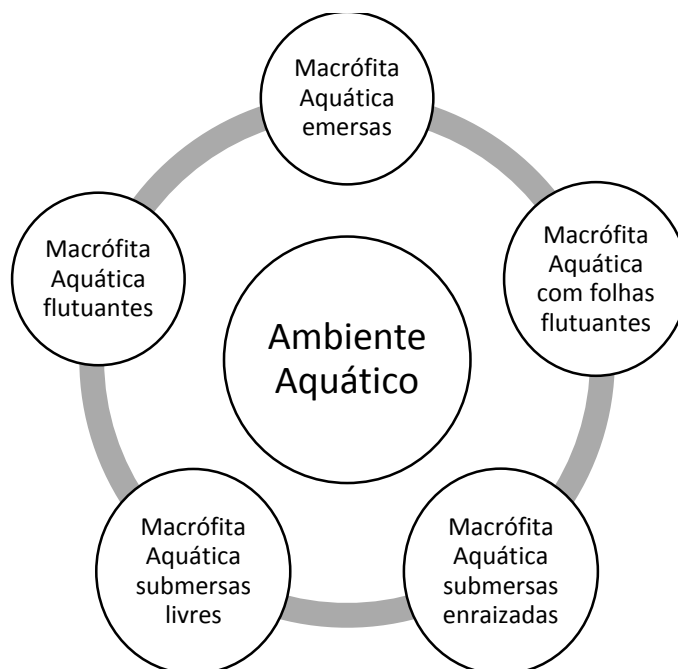 Macrófita
Aquática
emersas
Macrófita
Aquática
com folhas
flutuantes
Macrófita
Aquática
submersas
enraizadas
Macrófita
Aquática
submersas
livres
Macrófita
Aquática
flutuantes
Ambiente
Aquático